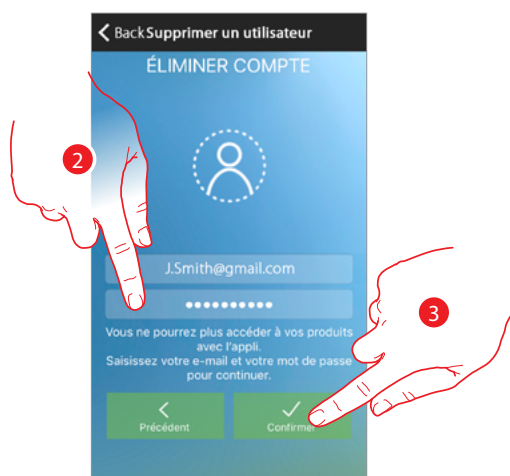 Back Supprimer un utilisateur
ÉLIMINER COMPTE
2
J.Smith@gmail.com
••••••••••
3
Vous ne pourrez plus accéder à vos produits
avec l'appli.
Saisissez votre e-mail et votre mot de passe
pour continuer.
Précédent Confirmer